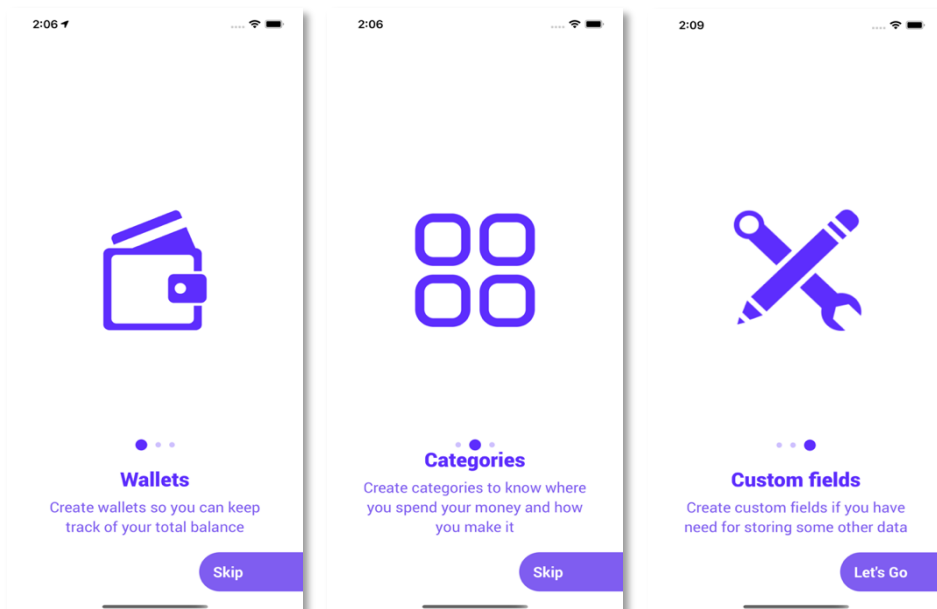 2:06
Wallets
Create wallets so you can keep
track of your total balance
Skip
2:06
Categories
Create categories to know where
you spend your money and how
you make it
Skip
2:09
Custom fields
Create custom fields if you have
need for storing some other data
Let's Go